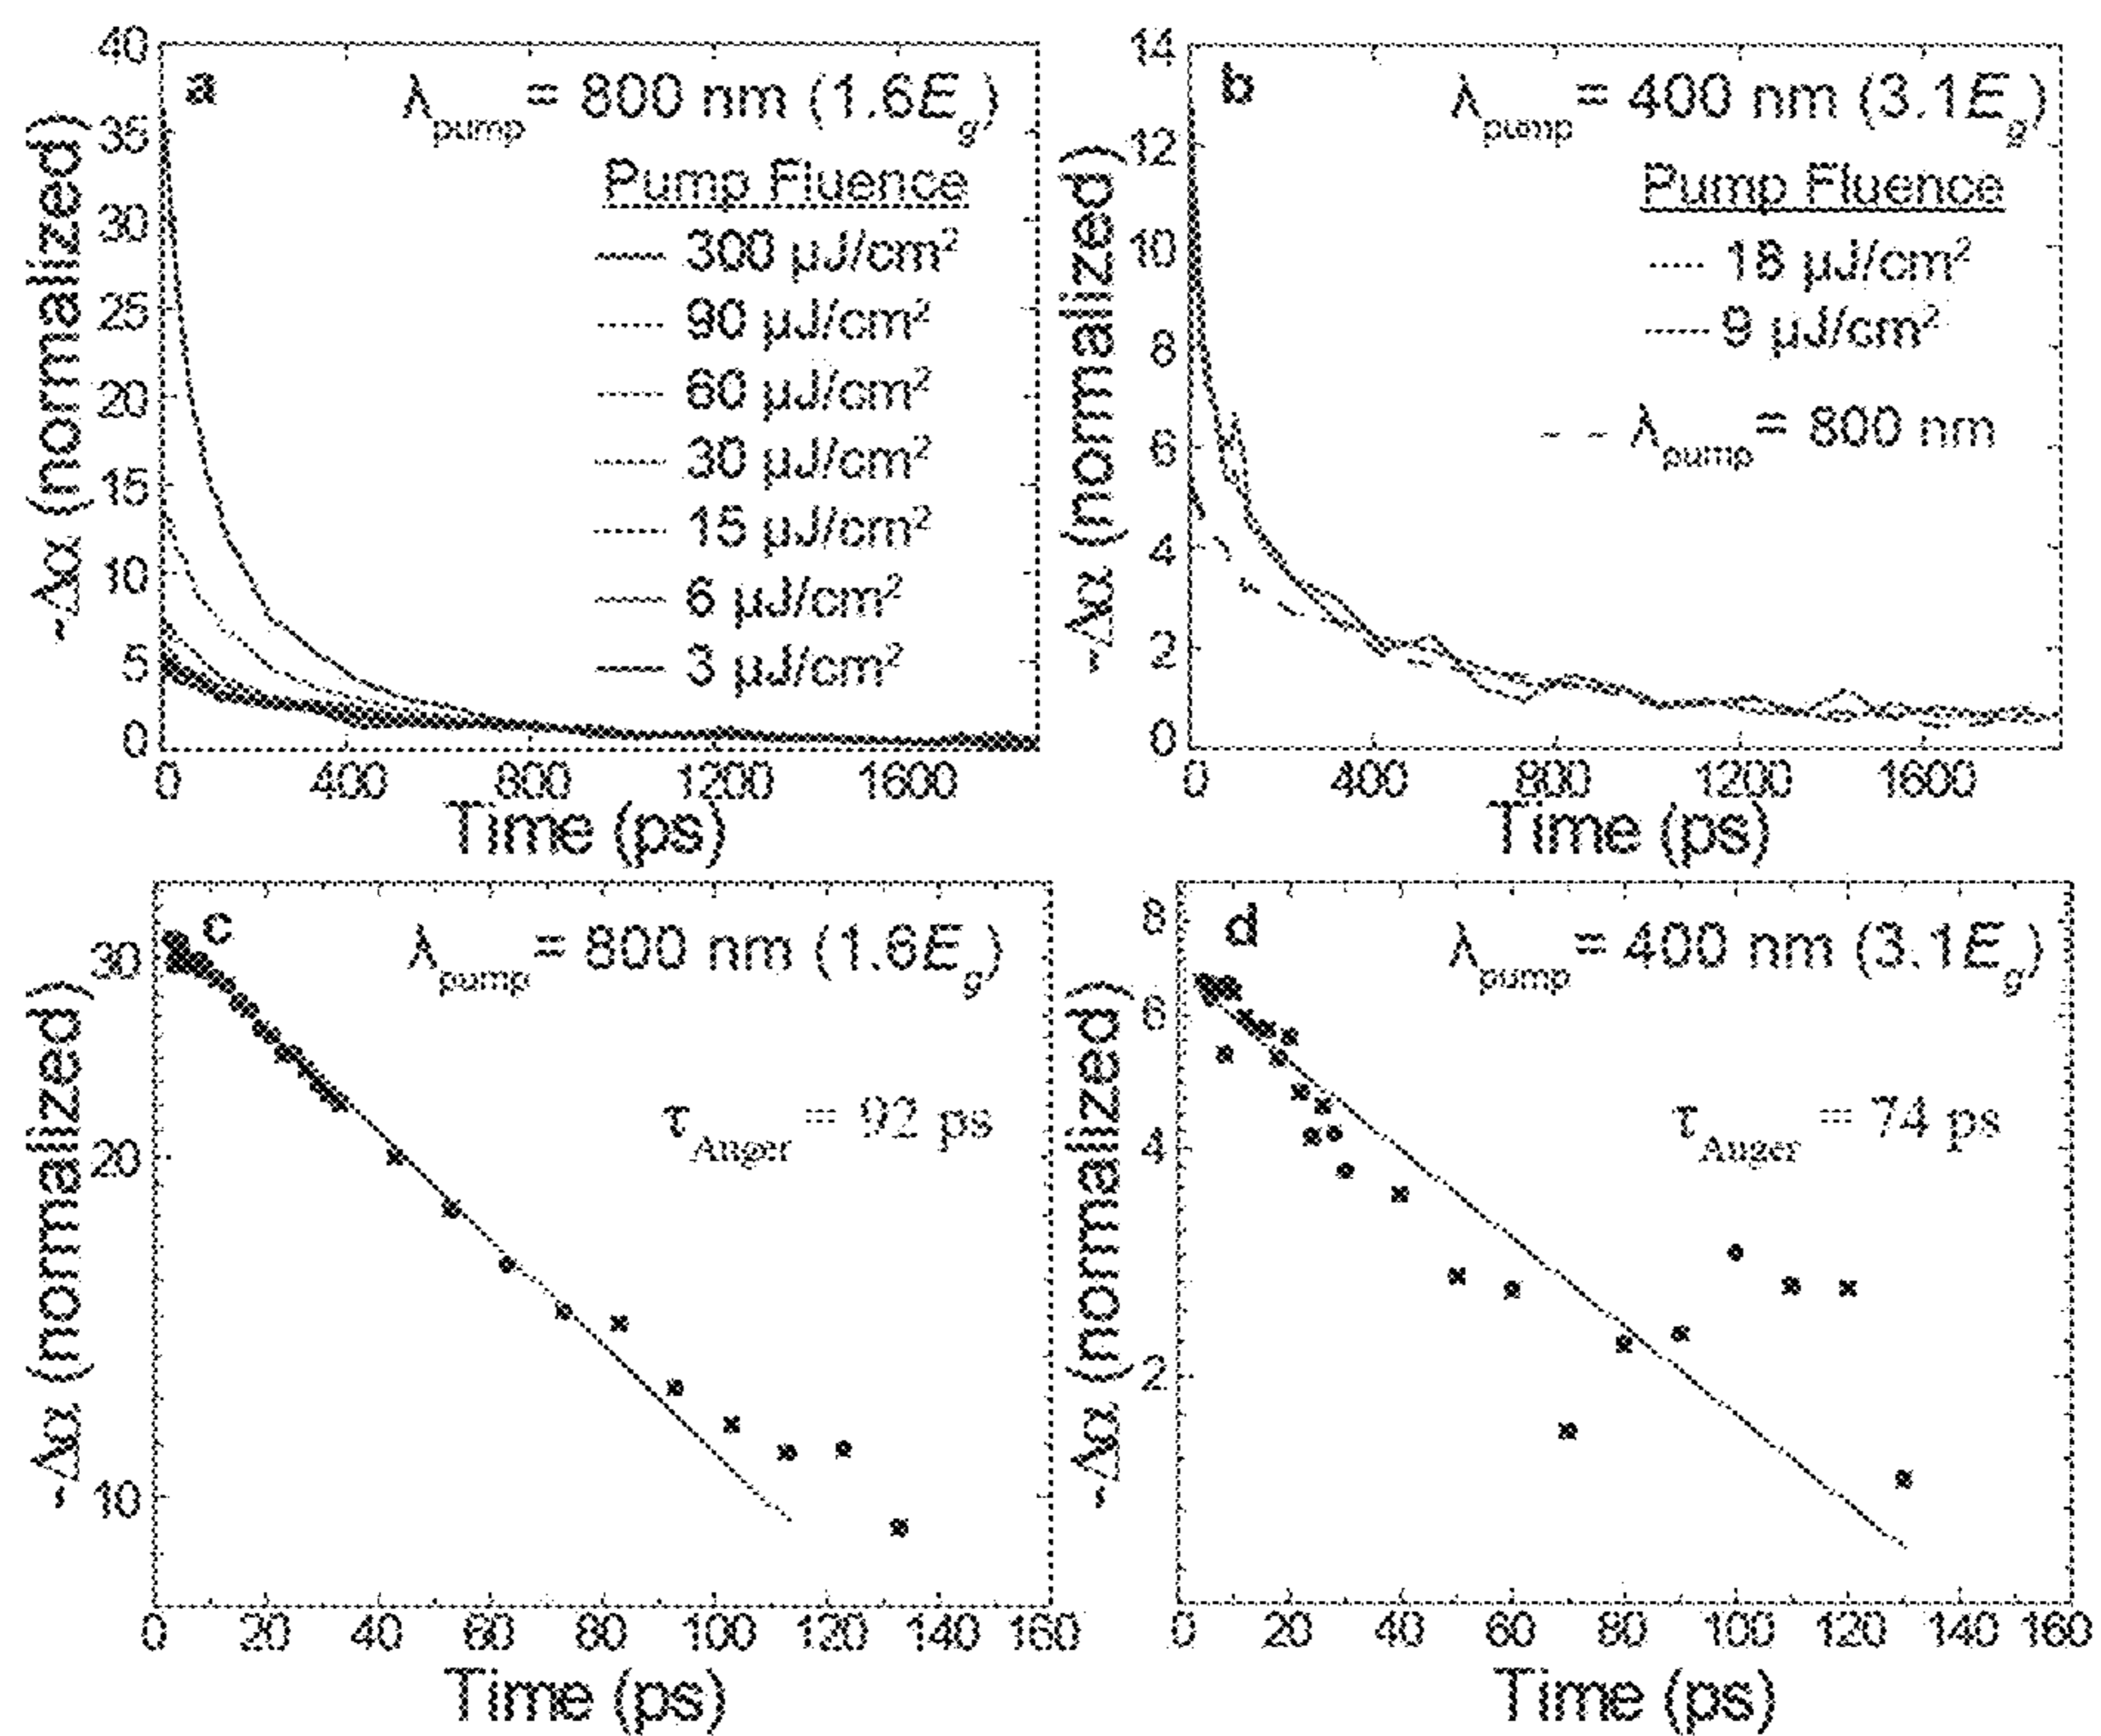 a
λpump = 800 nm (1.6Eg)
Pump Fluence
300 μJ/cm²
90 μJ/cm²
60 μJ/cm²
30 μJ/cm²
15 μJ/cm²
6 μJ/cm²
3 μJ/cm²
40
35
30
25
20
15
10
5
0
-Δα (normalized)
0 400 800 1200 1600
Time (ps)
b
λpump = 400 nm (3.1Eg)
Pump Fluence
18 μJ/cm²
9 μJ/cm²
λpump = 800 nm
14
12
10
8
6
4
2
0
-Δα (normalized)
0 400 800 1200 1600
Time (ps)
c
λpump = 800 nm (1.6Eg)
τAuger = 92 ps
30
20
10
-Δα (normalized)
0 20 40 60 80 100 120 140 160
Time (ps)
d
λpump = 400 nm (3.1Eg)
τAuger = 74 ps
8
6
4
2
-Δα (normalized)
0 20 40 60 80 100 120 140 160
Time (ps)